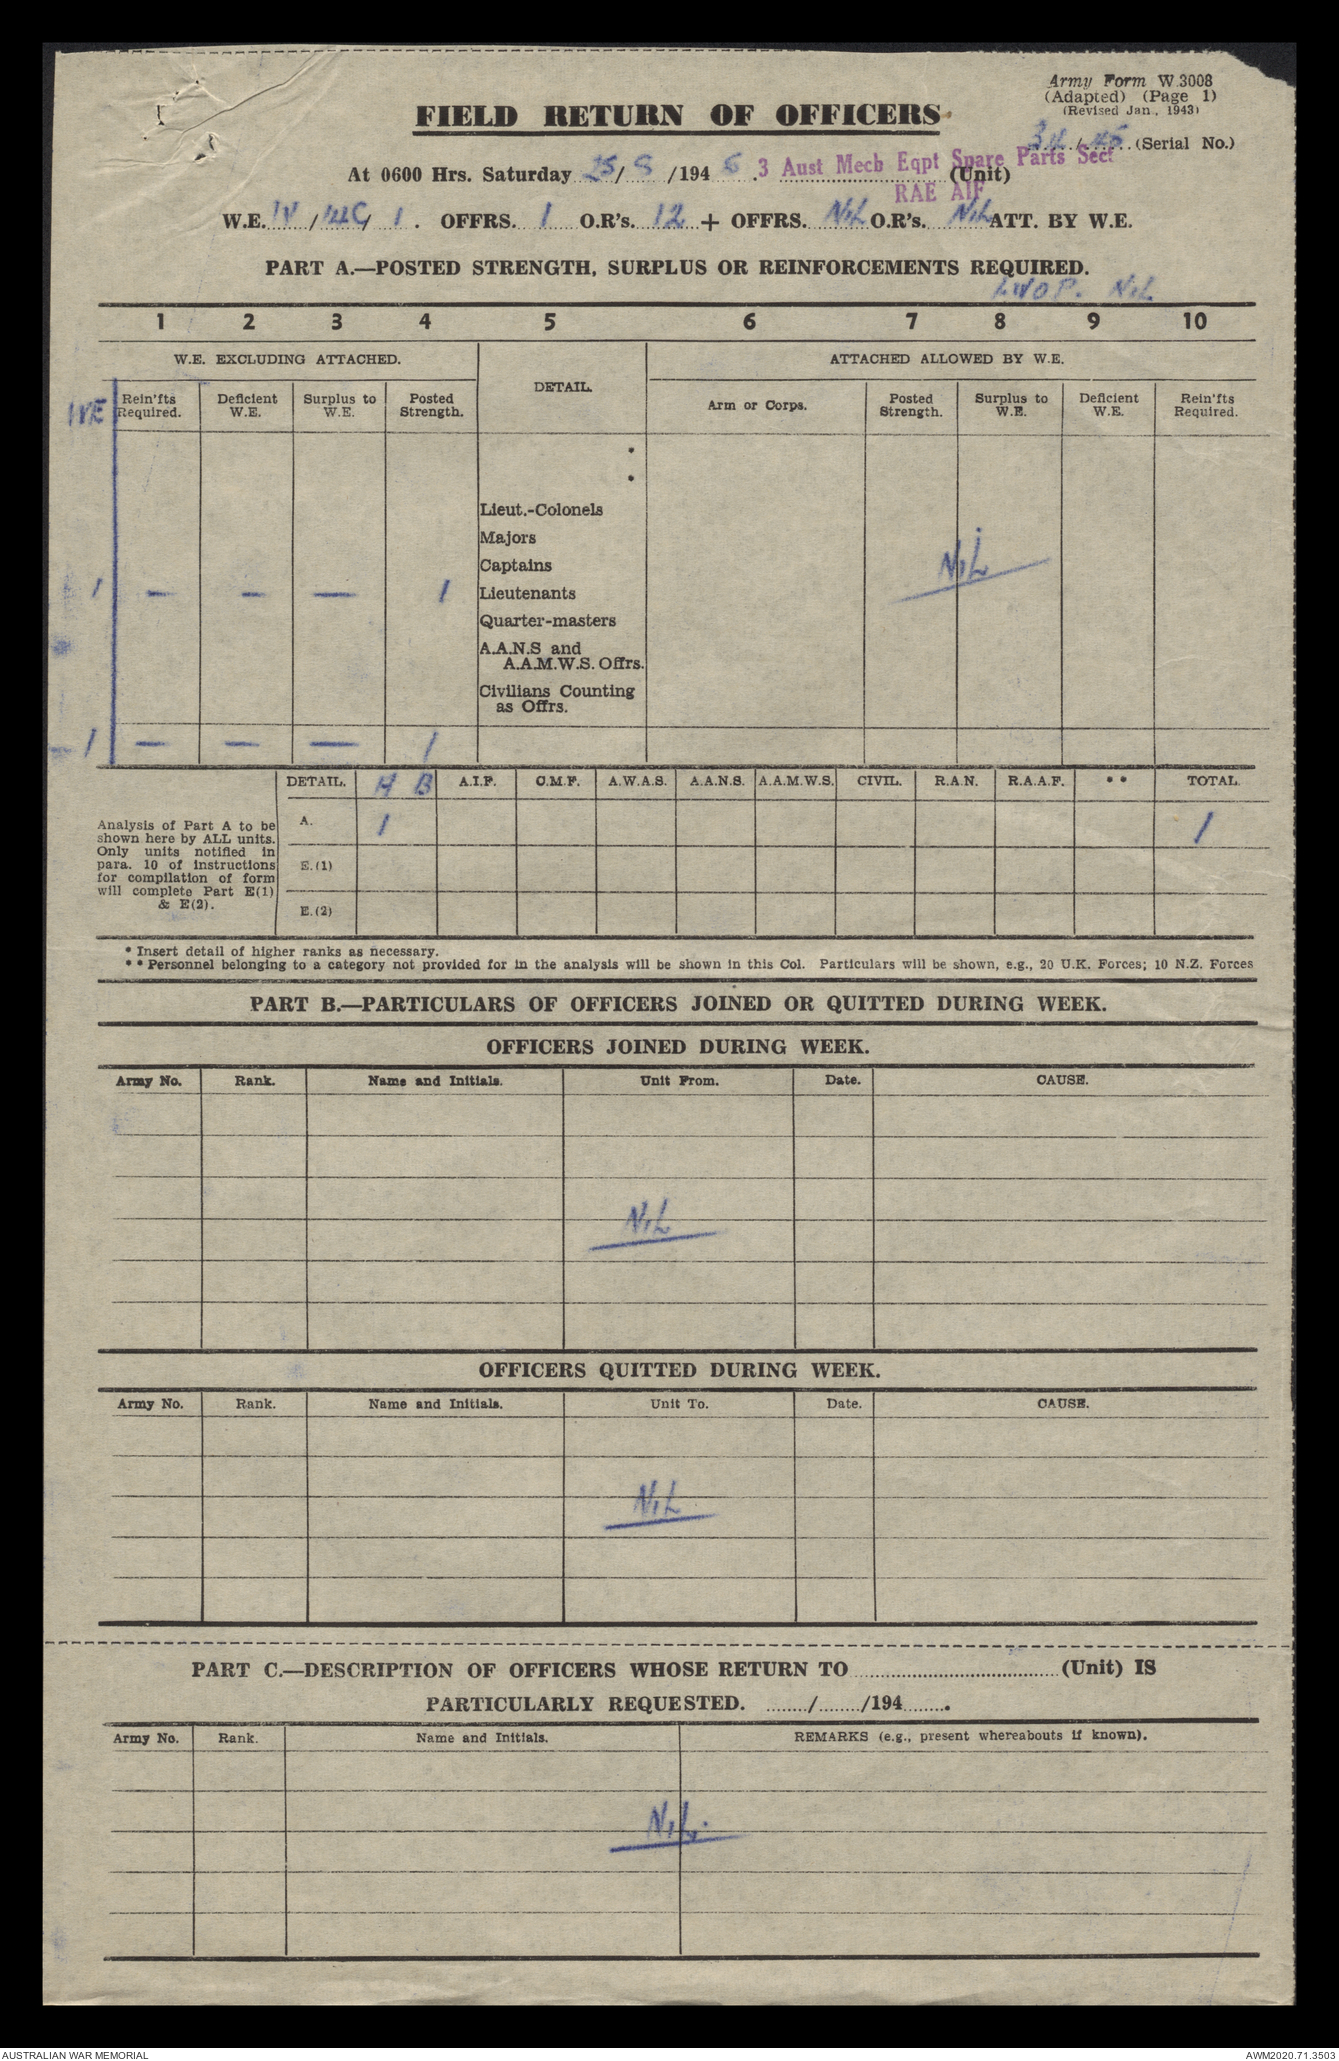 Army Form W.3008
(Adapted) (Page 1)
(Revised Jan., 1943)
FIELD RETURN OF OFFICERS
34/45 (Serial No.)
At 0600 Hrs. Saturday 25/8/1945. 3 Aust Mech Eqpt Spare Parts Sect (Unit)
RAE AIF
W.E. IV/14C/1. OFFRS. 1 O.R's. 12 + OFFRS. NiL O.R's. NiL ATT. BY W.E.
PART A.—POSTED STRENGTH, SURPLUS OR REINFORCEMENTS REQUIRED.
LWOP. NiL
1 2 3 4 5 6 7 8 9 10
W.E. EXCLUDING ATTACHED. DETAIL. ATTACHED ALLOWED BY W.E.
Rein'fts Required. Deficient W.E. Surplus to W.E. Posted Strength. Arm or Corps. Posted Strength. Surplus to W.E. Deficient W.E. Rein'fts Required.
*
*
Lieut.-Colonels
Majors
Captains
NiL
1 — — — 1 Lieutenants
Quarter-masters
A.A.N.S and
A.A.M.W.S. Offrs.
Civilians Counting
as Offrs.
1 — — — 1
DETAIL. H B A.I.F. C.M.F. A.W.A.S. A.A.N.S. A.A.M.W.S. CIVIL. R.A.N. R.A.A.F. ** TOTAL.
A. 1 1
E.(1)
E.(2)
Analysis of Part A to be
shown here by ALL units.
Only units notified in
para. 10 of instructions
for compilation of form
will complete Part E(1)
& E(2).
* Insert detail of higher ranks as necessary.
** Personnel belonging to a category not provided for in the analysis will be shown in this Col. Particulars will be shown, e.g., 20 U.K. Forces; 10 N.Z. Forces
PART B.—PARTICULARS OF OFFICERS JOINED OR QUITTED DURING WEEK.
OFFICERS JOINED DURING WEEK.
Army No. Rank. Name and Initials. Unit From. Date. CAUSE.
NiL
OFFICERS QUITTED DURING WEEK.
Army No. Rank. Name and Initials. Unit To. Date. CAUSE.
NiL
PART C.—DESCRIPTION OF OFFICERS WHOSE RETURN TO ........ (Unit) IS
PARTICULARLY REQUESTED. ......../......../194........
Army No. Rank. Name and Initials. REMARKS (e.g., present whereabouts if known).
NiL.
AUSTRALIAN WAR MEMORIAL
AWM2020.71.3503